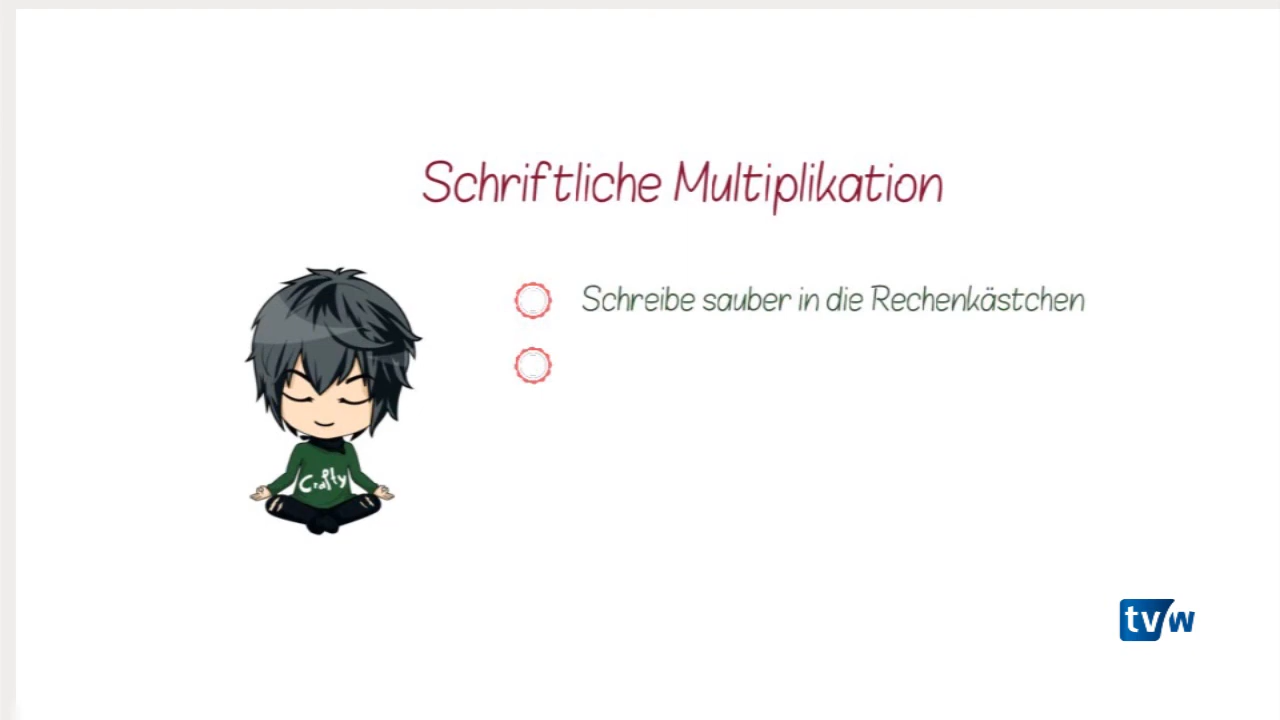 Schriftliche Multiplikation
Schreibe sauber in die Rechenkästchen
Crafty
tvw